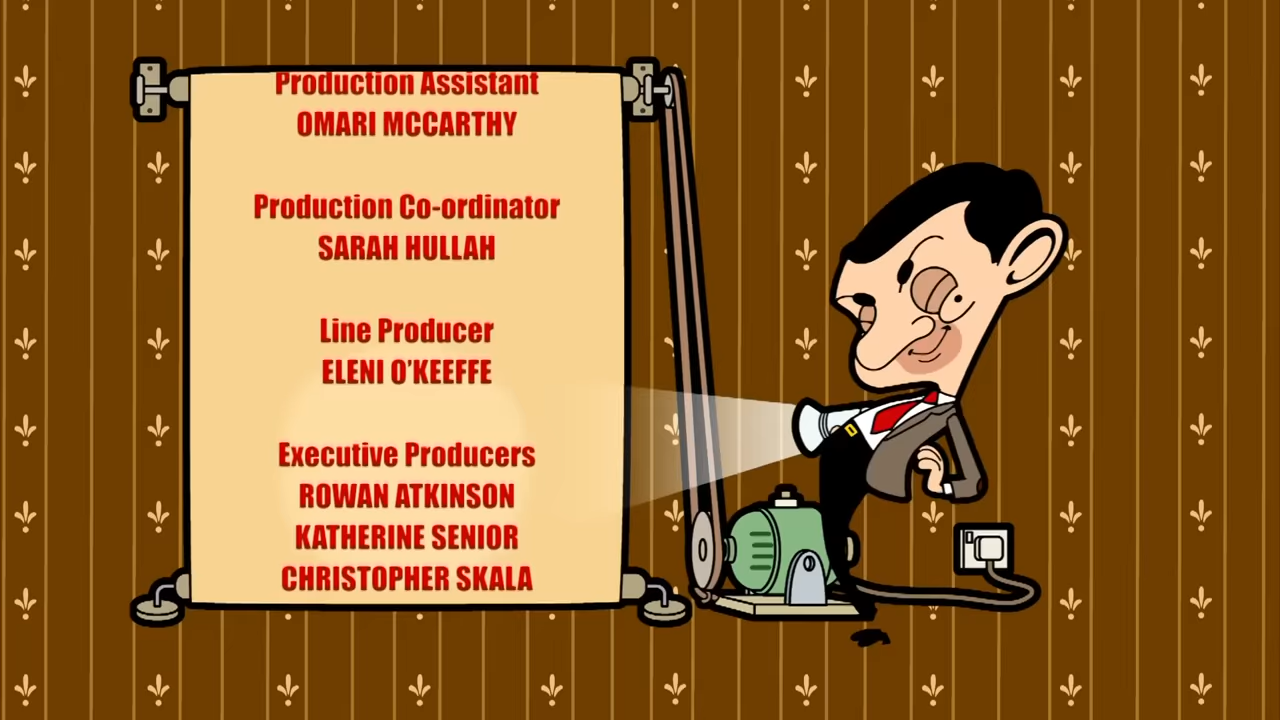 Production Assistant
OMARI MCCARTHY
Production Co-ordinator
SARAH HULLAH
Line Producer
ELENI O'KEEFFE
Executive Producers
ROWAN ATKINSON
KATHERINE SENIOR
CHRISTOPHER SKALA